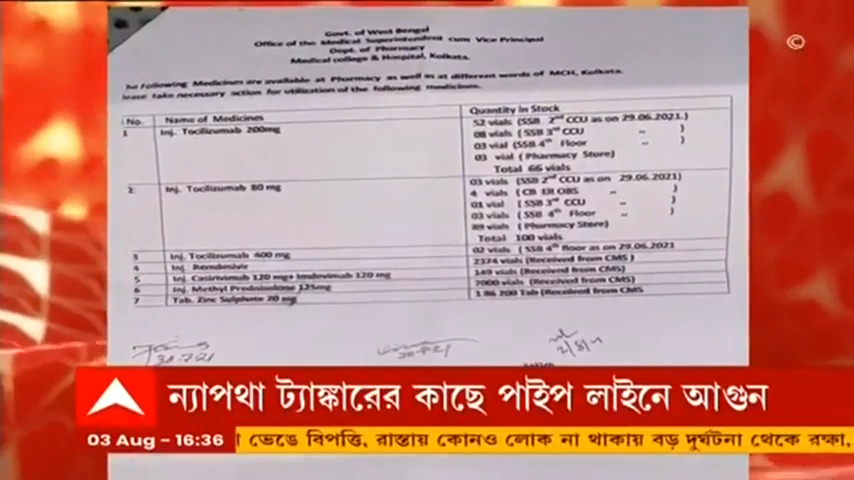 Govt. of West Bengal
Office of the Medical Superintendent cum Vice Principal
Dept. of Pharmacy
Medical college & Hospital, Kolkata.
he Following Medicines are available at Pharmacy as well as at different words of MCH, Kolkata.
lease take necessary action for utilization of the following medicines.
No. Name of Medicines Quantity in Stock
1 Inj. Tocilizumab 200mg 52 vials (SSB 2nd CCU as on 29.06.2021.)
08 vials ( SSB 3rd CCU „ )
03 vial (SSB 4th Floor „ )
03 vial ( Pharmacy Store)
Total 66 vials
2 Inj. Tocilizumab 80 mg 03 vials (SSB 2nd CCU as on 29.06.2021)
4 vials ( CB ER OBS „ )
01 vial ( SSB 3rd CCU „ )
03 vials ( SSB 4th Floor „ )
89 vials ( Pharmacy Store)
Total 100 vials
3 Inj. Tocilizumab 400 mg 02 vials ( SSB 4th floor as on 29.06.2021
4 Inj. Remdesivir 2374 vials (Received from CMS )
5 Inj. Casirivimab 120 mg+ Imdevimab 120 mg 149 vials (Received from CMS)
6 Inj. Methyl Prednisolone 125mg 7000 vials (Received from CMS)
7 Tab. Zinc Sulphate 20 mg 1 86 200 Tab (Received from CMS
©
ন্যাপথা ট্যাঙ্কারের কাছে পাইপ লাইনে আগুন
03 Aug - 16:36 ভেঙে বিপত্তি, রাস্তায় কোনও লোক না থাকায় বড় দুর্ঘটনা থেকে রক্ষা,